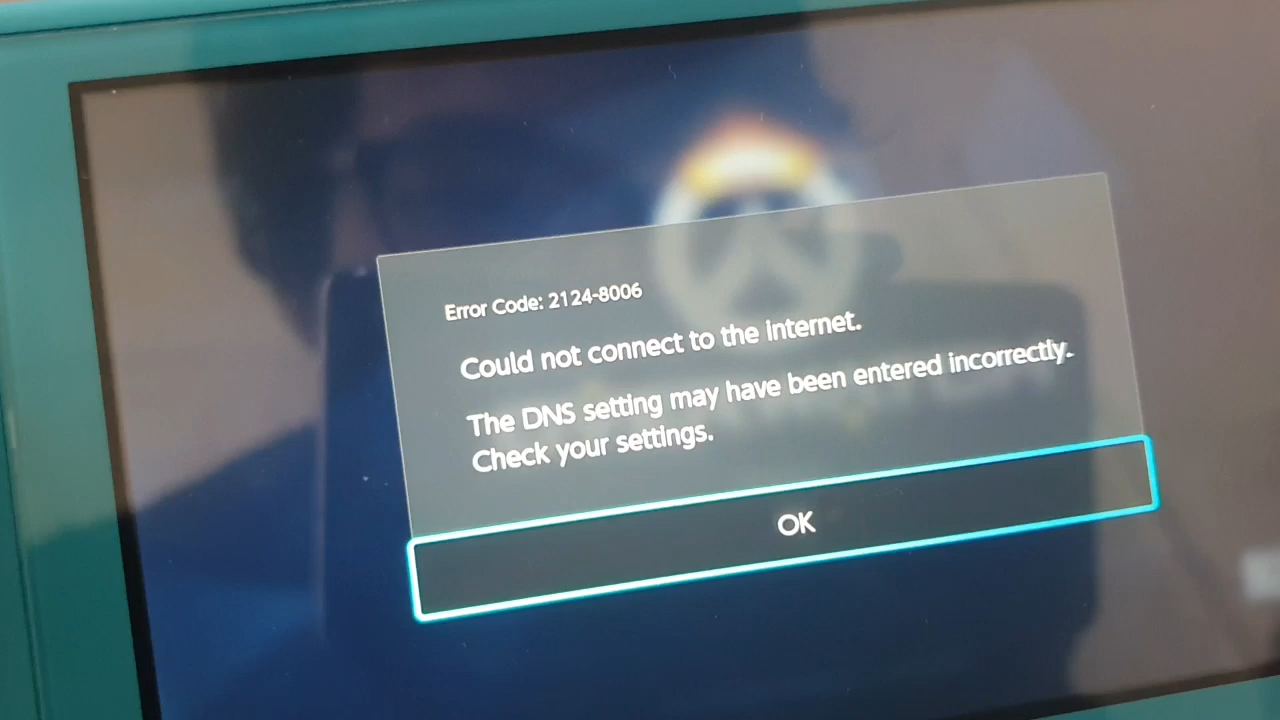 Error Code: 2124-8006
Could not connect to the Internet.
The DNS setting may have been entered incorrectly.
Check your settings.
OK